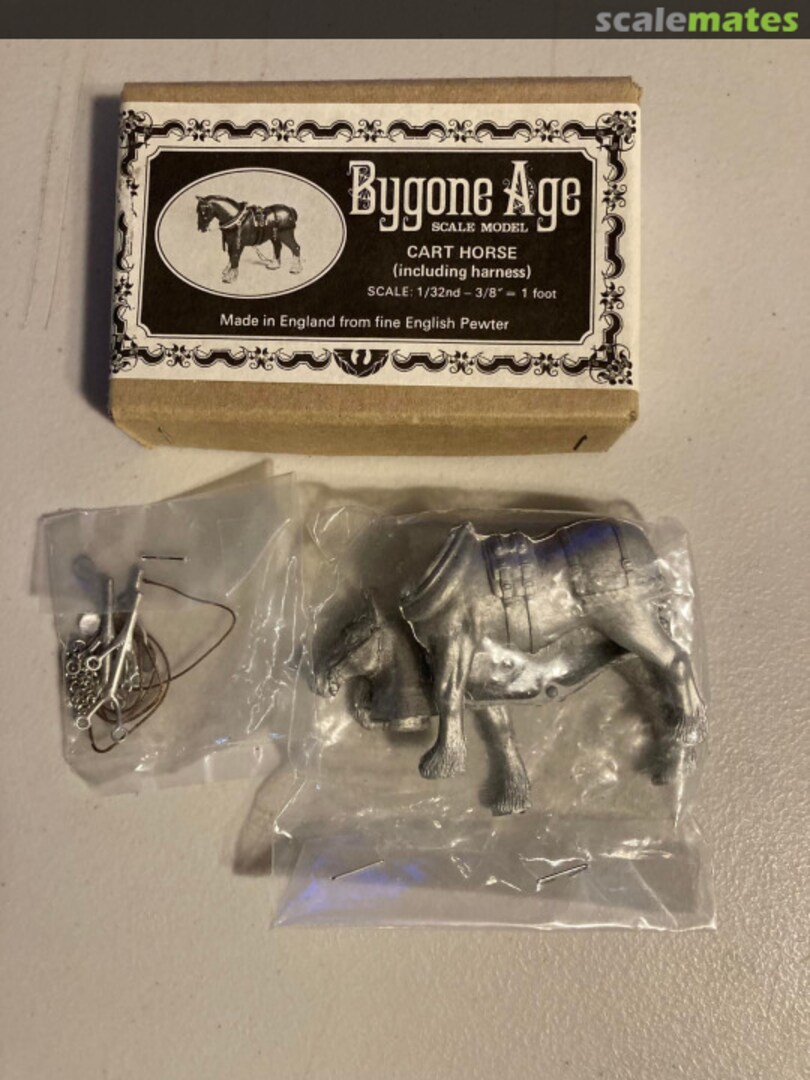 scalemates
Bygone Age
SCALE MODEL
CART HORSE
(including harness)
SCALE: 1/32nd – 3/8" = 1 foot
Made in England from fine English Pewter